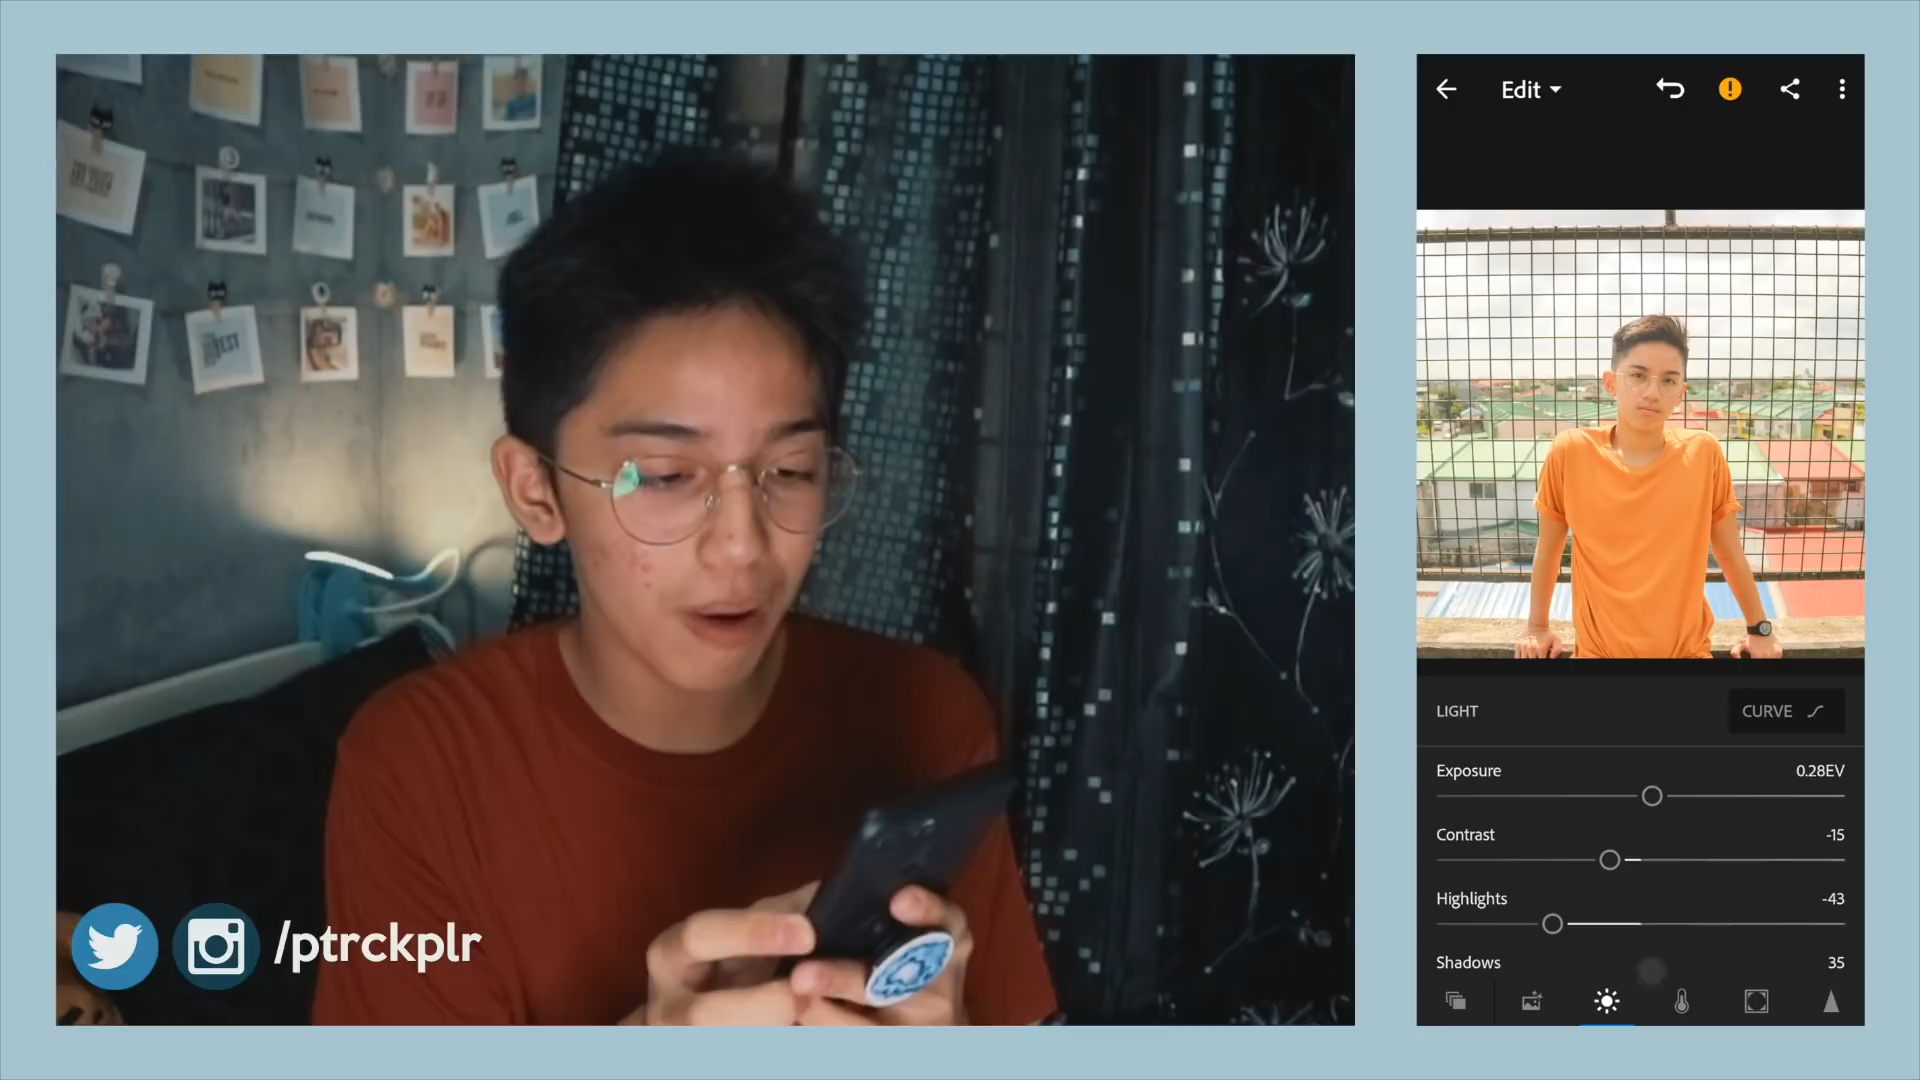 /ptrckplr
Edit
LIGHT
CURVE
Exposure
0.28EV
Contrast
-15
Highlights
-43
Shadows
35